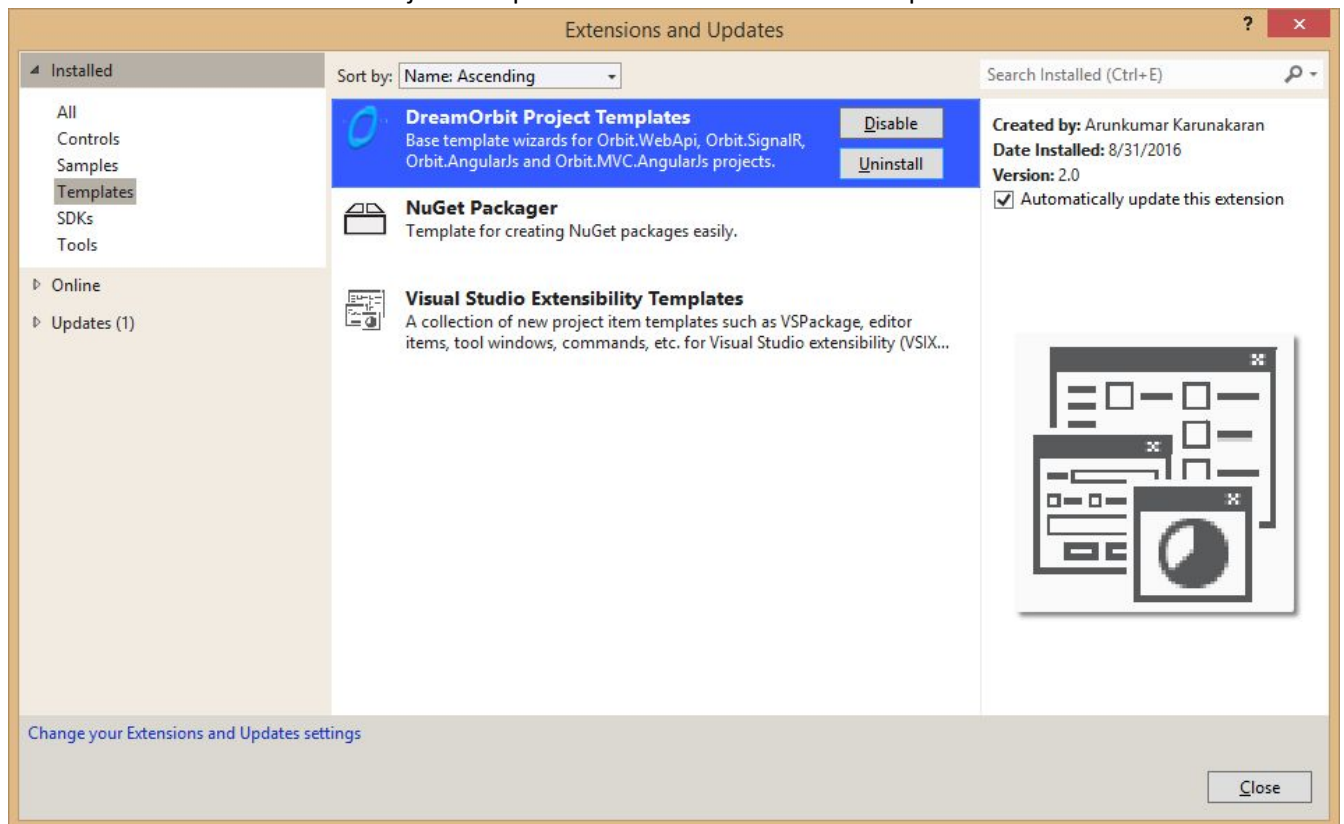 Extensions and Updates
?
Installed
All
Controls
Samples
Templates
SDKs
Tools
Online
Updates (1)
Sort by: Name: Ascending
DreamOrbit Project Templates
Base template wizards for Orbit.WebApi, Orbit.SignalR,
Orbit.AngularJs and Orbit.MVC.AngularJs projects.
Disable
Uninstall
NuGet Packager
Template for creating NuGet packages easily.
Visual Studio Extensibility Templates
A collection of new project item templates such as VSPackage, editor
items, tool windows, commands, etc. for Visual Studio extensibility (VSIX...
Search Installed (Ctrl+E)
Created by: Arunkumar Karunakaran
Date Installed: 8/31/2016
Version: 2.0
Automatically update this extension
Change your Extensions and Updates settings
Close